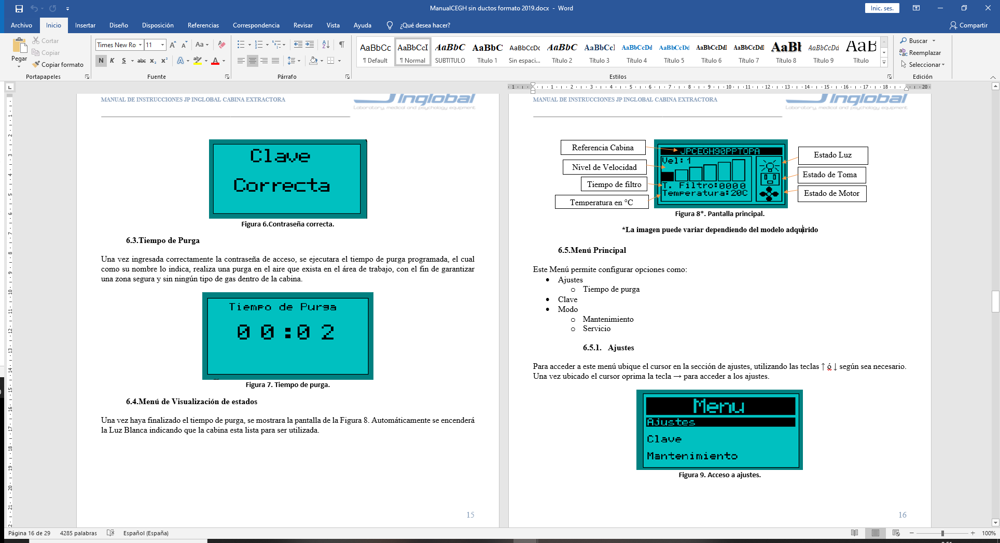 ManualCEGH sin ductos formato 2019.docx - Word
Inic. ses.
Archivo Inicio Insertar Diseño Disposición Referencias Correspondencia Revisar Vista Ayuda ¿Qué desea hacer? Compartir
Pegar
Cortar
Copiar
Copiar formato
Portapapeles
Times New Ro 11
Fuente
Párrafo
AaBbCc AaBbCcI AaBbC AaBbC AaBbCcDc AaBbC AaBbCc] AaBbCcDd AaBbCcDd AaBbCcDdI AaBbCcDdI AaBb AaBbCcDd AaB
¶ Default ¶ Normal SUBTITULO Título 1 Sin espaci... Título 2 Título 3 Título 4 Título 5 Título 6 Título 7 Título 8 Título 9 Título
Estilos
Buscar
Reemplazar
Seleccionar
Edición
MANUAL DE INSTRUCCIONES JP INGLOBAL CABINA EXTRACTORA
Inglobal
Laboratory, medical and psychology equipment
Clave
Correcta
Figura 6.Contraseña correcta.
6.3.Tiempo de Purga
Una vez ingresada correctamente la contraseña de acceso, se ejecutara el tiempo de purga programada, el cual
como su nombre lo indica, realiza una purga en el aire que exista en el área de trabajo, con el fin de garantizar
una zona segura y sin ningún tipo de gas dentro de la cabina.
Tiempo de Purga
00:02
Figura 7. Tiempo de purga.
6.4.Menú de Visualización de estados
Una vez haya finalizado el tiempo de purga, se mostrara la pantalla de la Figura 8. Automáticamente se encenderá
la Luz Blanca indicando que la cabina esta lista para ser utilizada.
15
MANUAL DE INSTRUCCIONES JP INGLOBAL CABINA EXTRACTORA
Inglobal
Laboratory, medical and psychology equipment
Referencia Cabina
Nivel de Velocidad
Tiempo de filtro
Temperatura en °C
JPCEGH90PPTOPA
Vel:1
T. Filtro:0000
Temperatura:20C
Estado Luz
Estado de Toma
Estado de Motor
Figura 8*. Pantalla principal.
*La imagen puede variar dependiendo del modelo adquirido
6.5.Menú Principal
Este Menú permite configurar opciones como:
• Ajustes
o Tiempo de purga
• Clave
• Modo
o Mantenimiento
o Servicio
6.5.1. Ajustes
Para acceder a este menú ubique el cursor en la sección de ajustes, utilizando las teclas ↑ ó ↓ según sea necesario.
Una vez ubicado el cursor oprima la tecla → para acceder a los ajustes.
Menu
Ajustes
Clave
Mantenimiento
Figura 9. Acceso a ajustes.
16
Página 16 de 29 4285 palabras Español (España) 100%